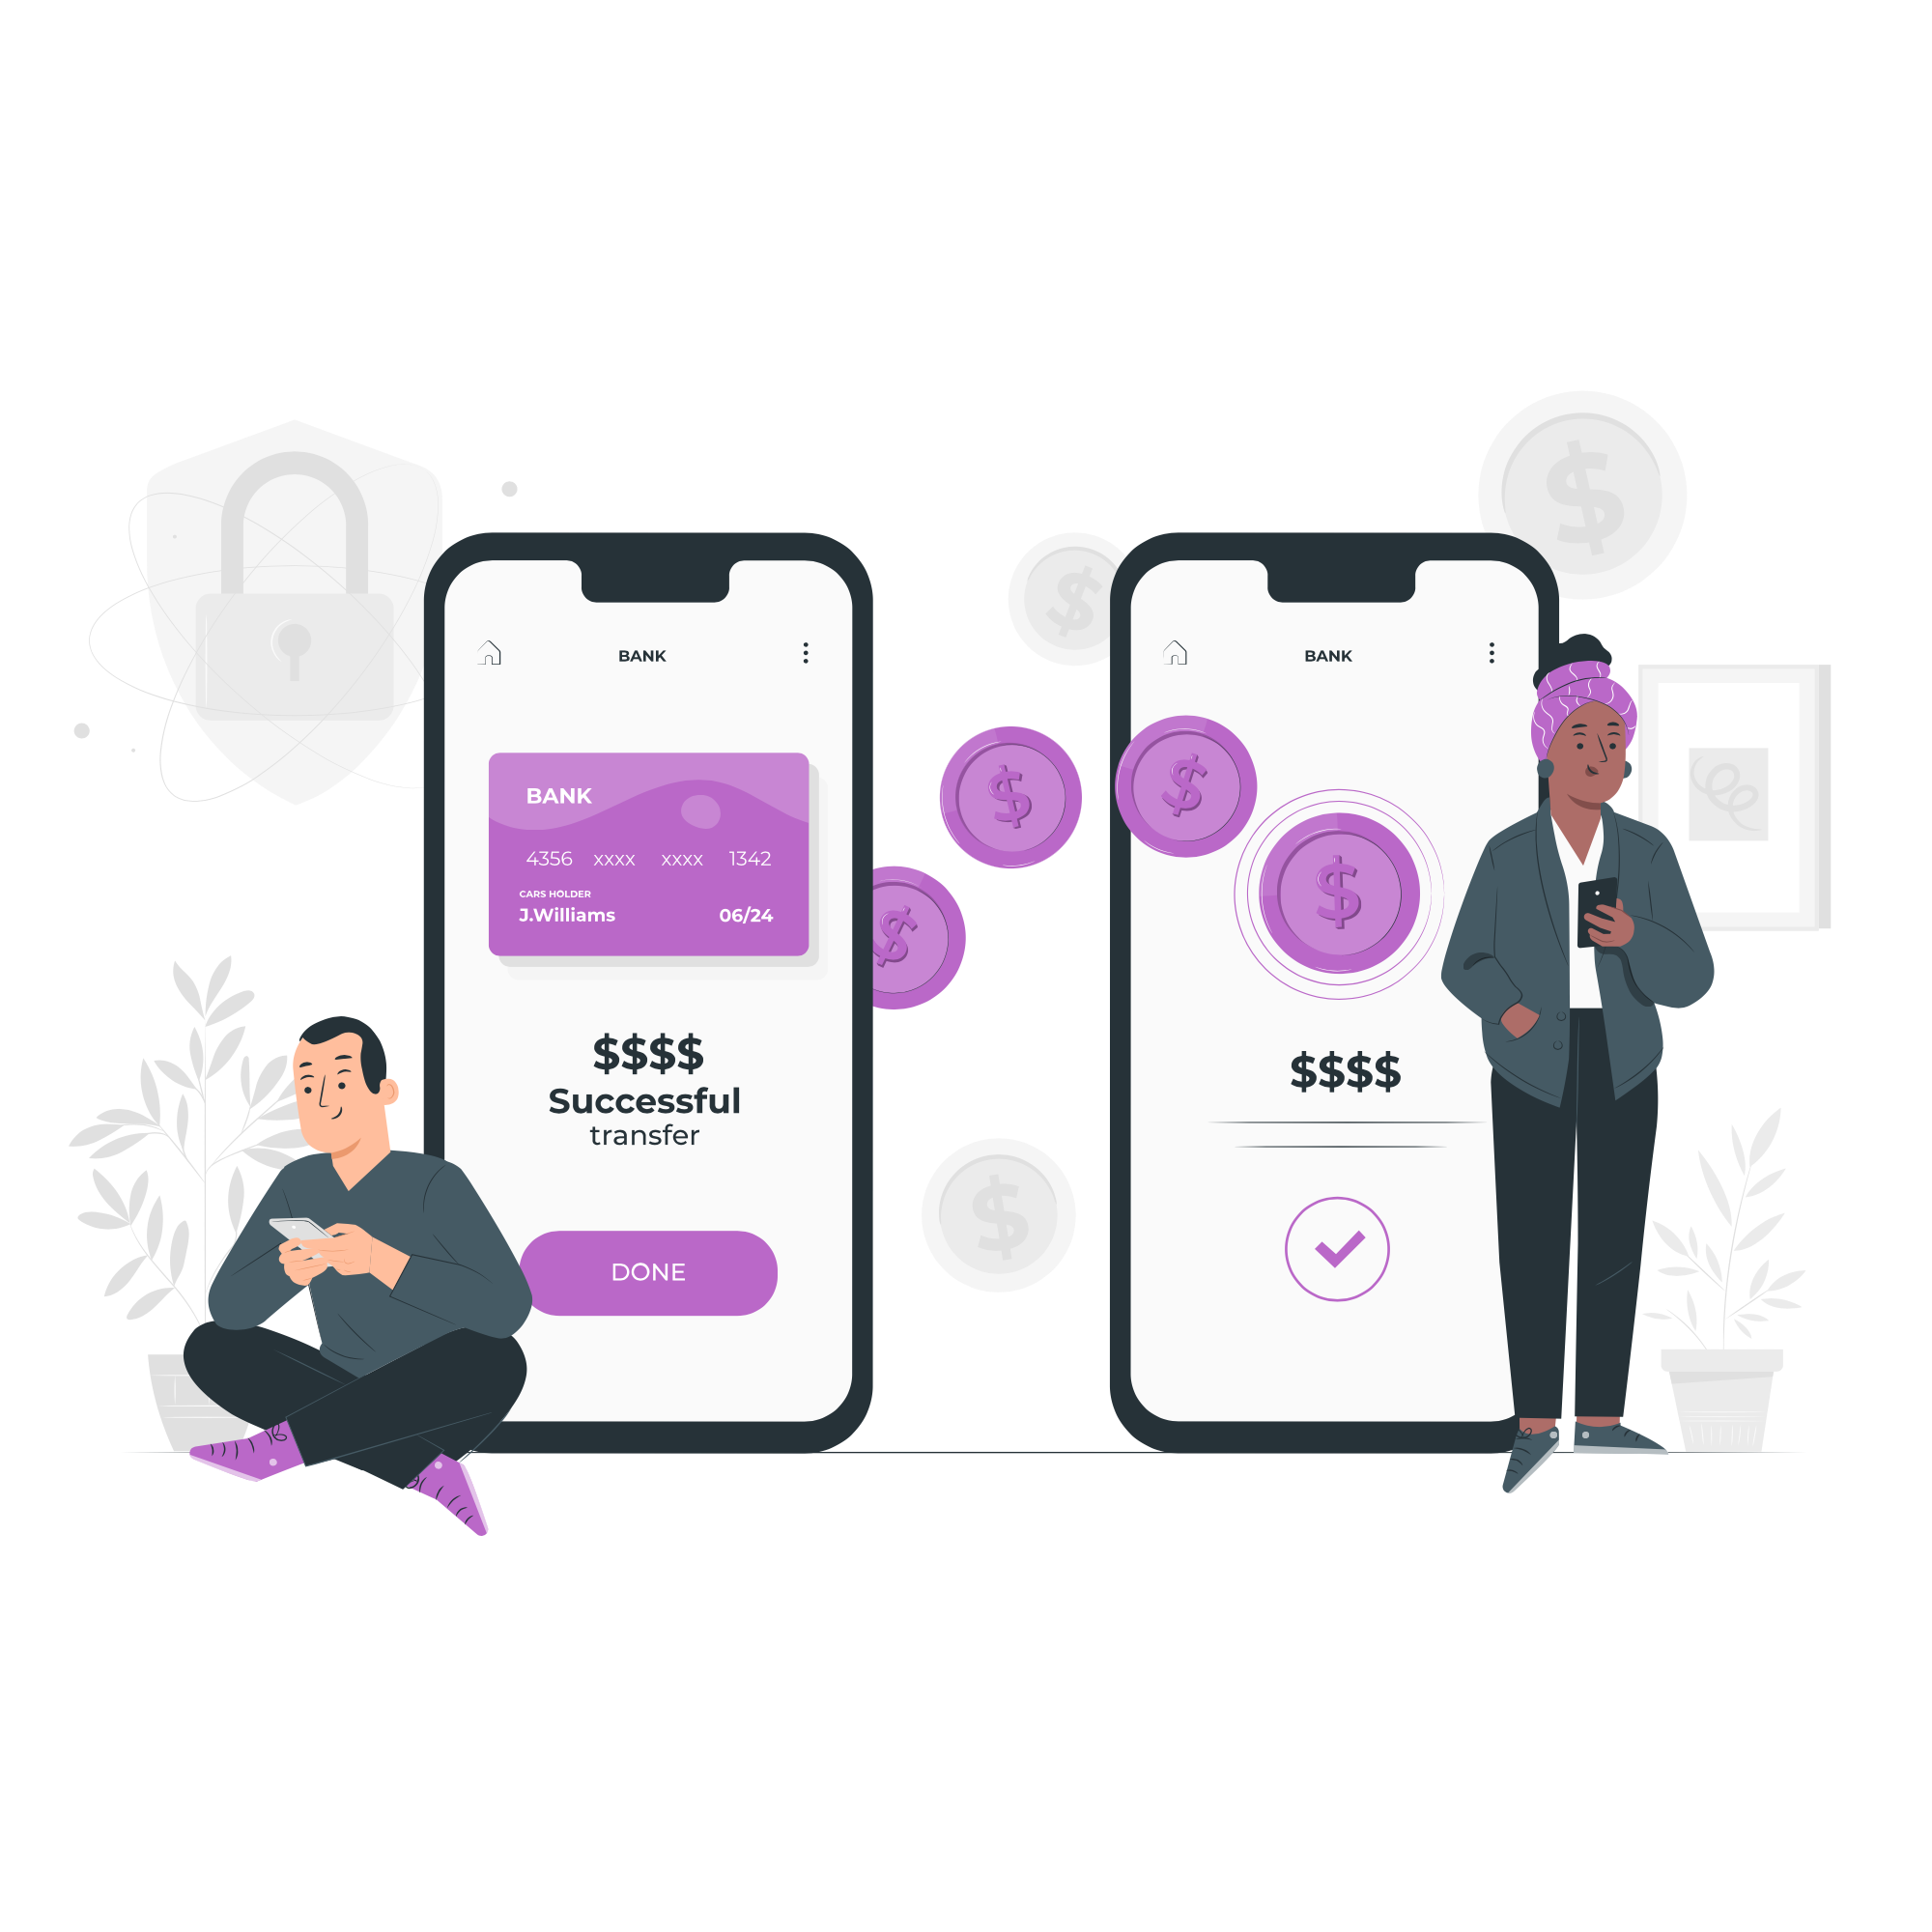 BANK
BANK
4356 xxxx xxxx 1342
CARS HOLDER
J.Williams 06/24
$$$$
Successful
transfer
DONE
$
$
$
BANK
$
$
$$$$
$
$
$